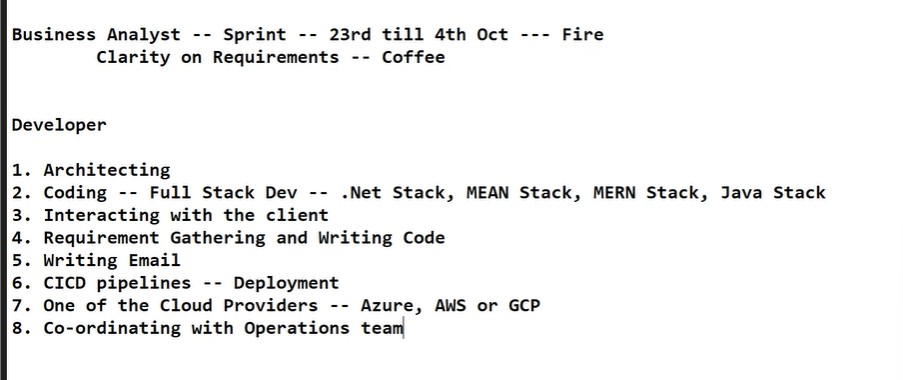 Business Analyst -- Sprint -- 23rd till 4th Oct --- Fire
Clarity on Requirements -- Coffee
Developer
1. Architecting
2. Coding -- Full Stack Dev -- .Net Stack, MEAN Stack, MERN Stack, Java Stack
3. Interacting with the client
4. Requirement Gathering and Writing Code
5. Writing Email
6. CICD pipelines -- Deployment
7. One of the Cloud Providers -- Azure, AWS or GCP
8. Co-ordinating with Operations team